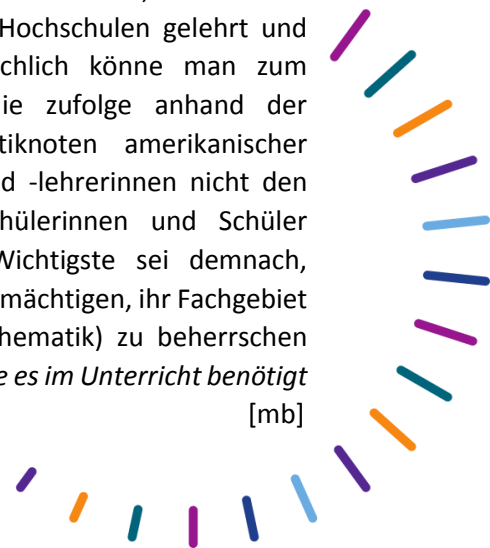 Hochschulen gelehrt und
chlich könne man zum
ie zufolge anhand der
tiknoten amerikanischer
d -lehrerinnen nicht den
hülerinnen und Schüler
Wichtigste sei demnach,
mächtigen, ihr Fachgebiet
hematik) zu beherrschen
e es im Unterricht benötigt
[mb]